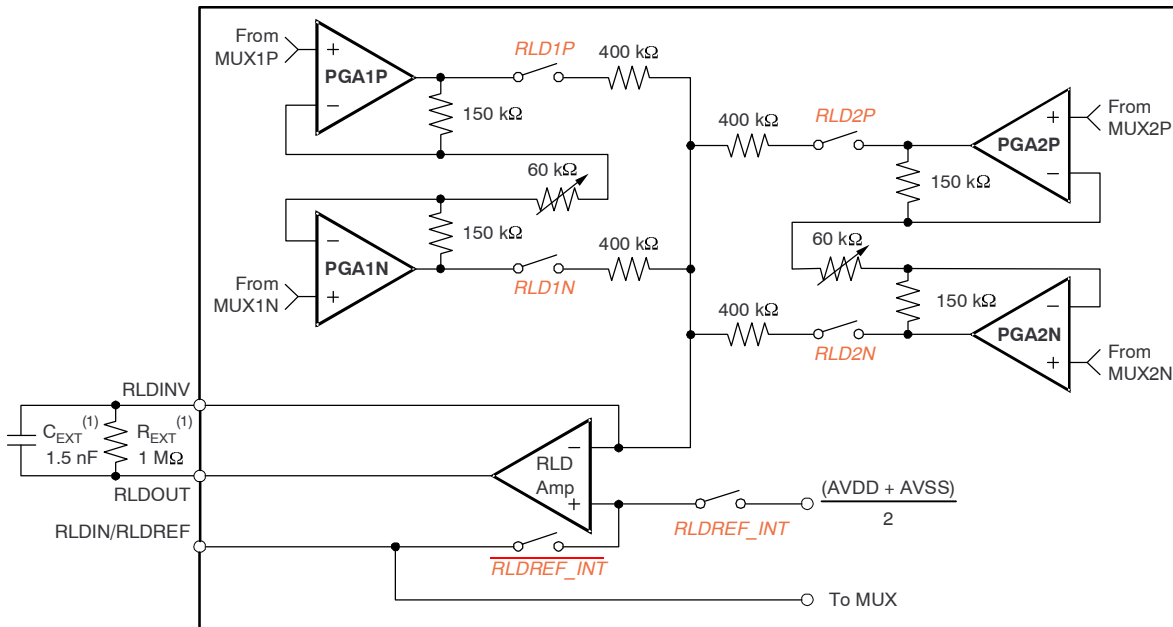 From
MUX1P
+
PGA1P
−
RLD1P
400 kΩ
150 kΩ
60 kΩ
−
PGA1N
+
150 kΩ
From
MUX1N
RLD1N
400 kΩ
400 kΩ
RLD2P
+
PGA2P
−
From
MUX2P
150 kΩ
60 kΩ
400 kΩ
RLD2N
150 kΩ
−
PGA2N
+
From
MUX2N
RLDINV
C_EXT (1)
1.5 nF
R_EXT (1)
1 MΩ
RLDOUT
−
RLD
Amp
+
RLDIN/RLDREF
RLDREF_INT
RLDREF_INT
(AVDD + AVSS)
2
To MUX